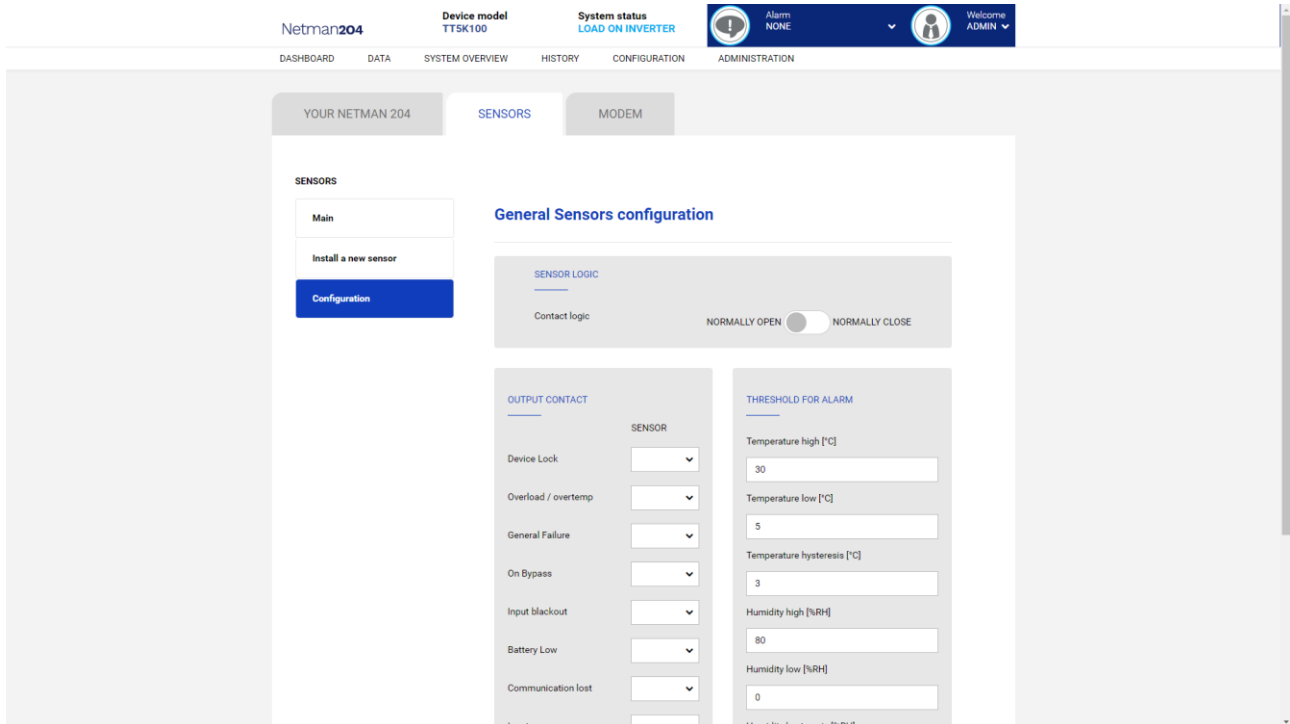 Netman204
Device model
TT5K100
System status
LOAD ON INVERTER
Alarm
NONE
Welcome
ADMIN
DASHBOARD DATA SYSTEM OVERVIEW HISTORY CONFIGURATION ADMINISTRATION
YOUR NETMAN 204 SENSORS MODEM
SENSORS
Main
Install a new sensor
Configuration
General Sensors configuration
SENSOR LOGIC
Contact logic NORMALLY OPEN NORMALLY CLOSE
OUTPUT CONTACT
SENSOR
Device Lock
Overload / overtemp
General Failure
On Bypass
Input blackout
Battery Low
Communication lost
THRESHOLD FOR ALARM
Temperature high [°C]
30
Temperature low [°C]
5
Temperature hysteresis [°C]
3
Humidity high [%RH]
80
Humidity low [%RH]
0